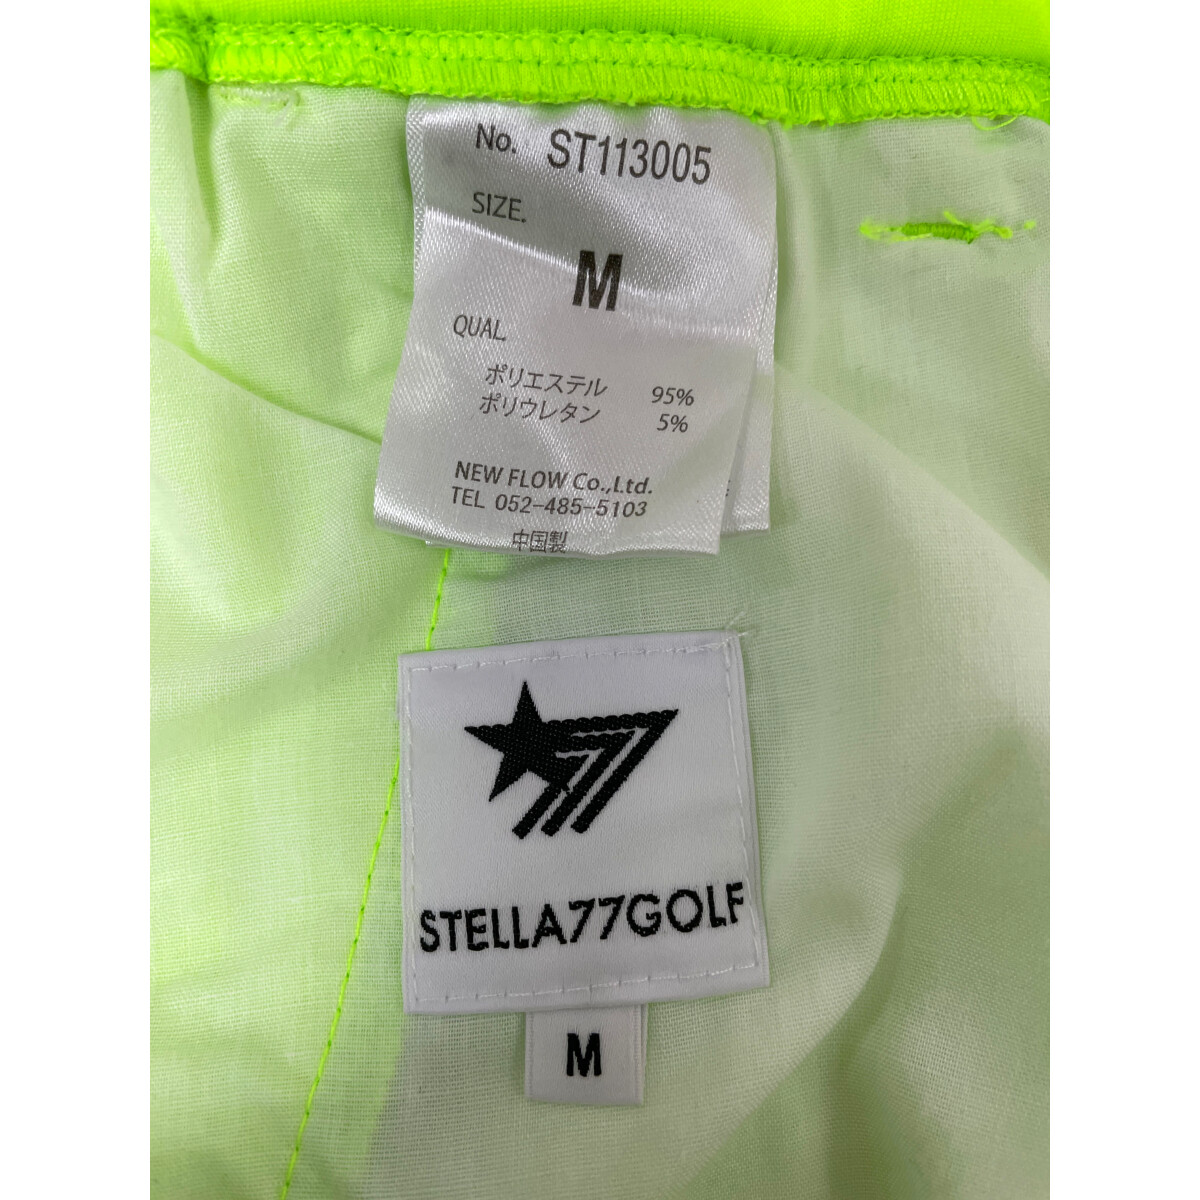 No. ST113005
SIZE.
M
QUAL.
ポリエステル 95%
ポリウレタン 5%
NEW FLOW Co.,Ltd.
TEL 052-485-5103
中国製
STELLA77GOLF
M